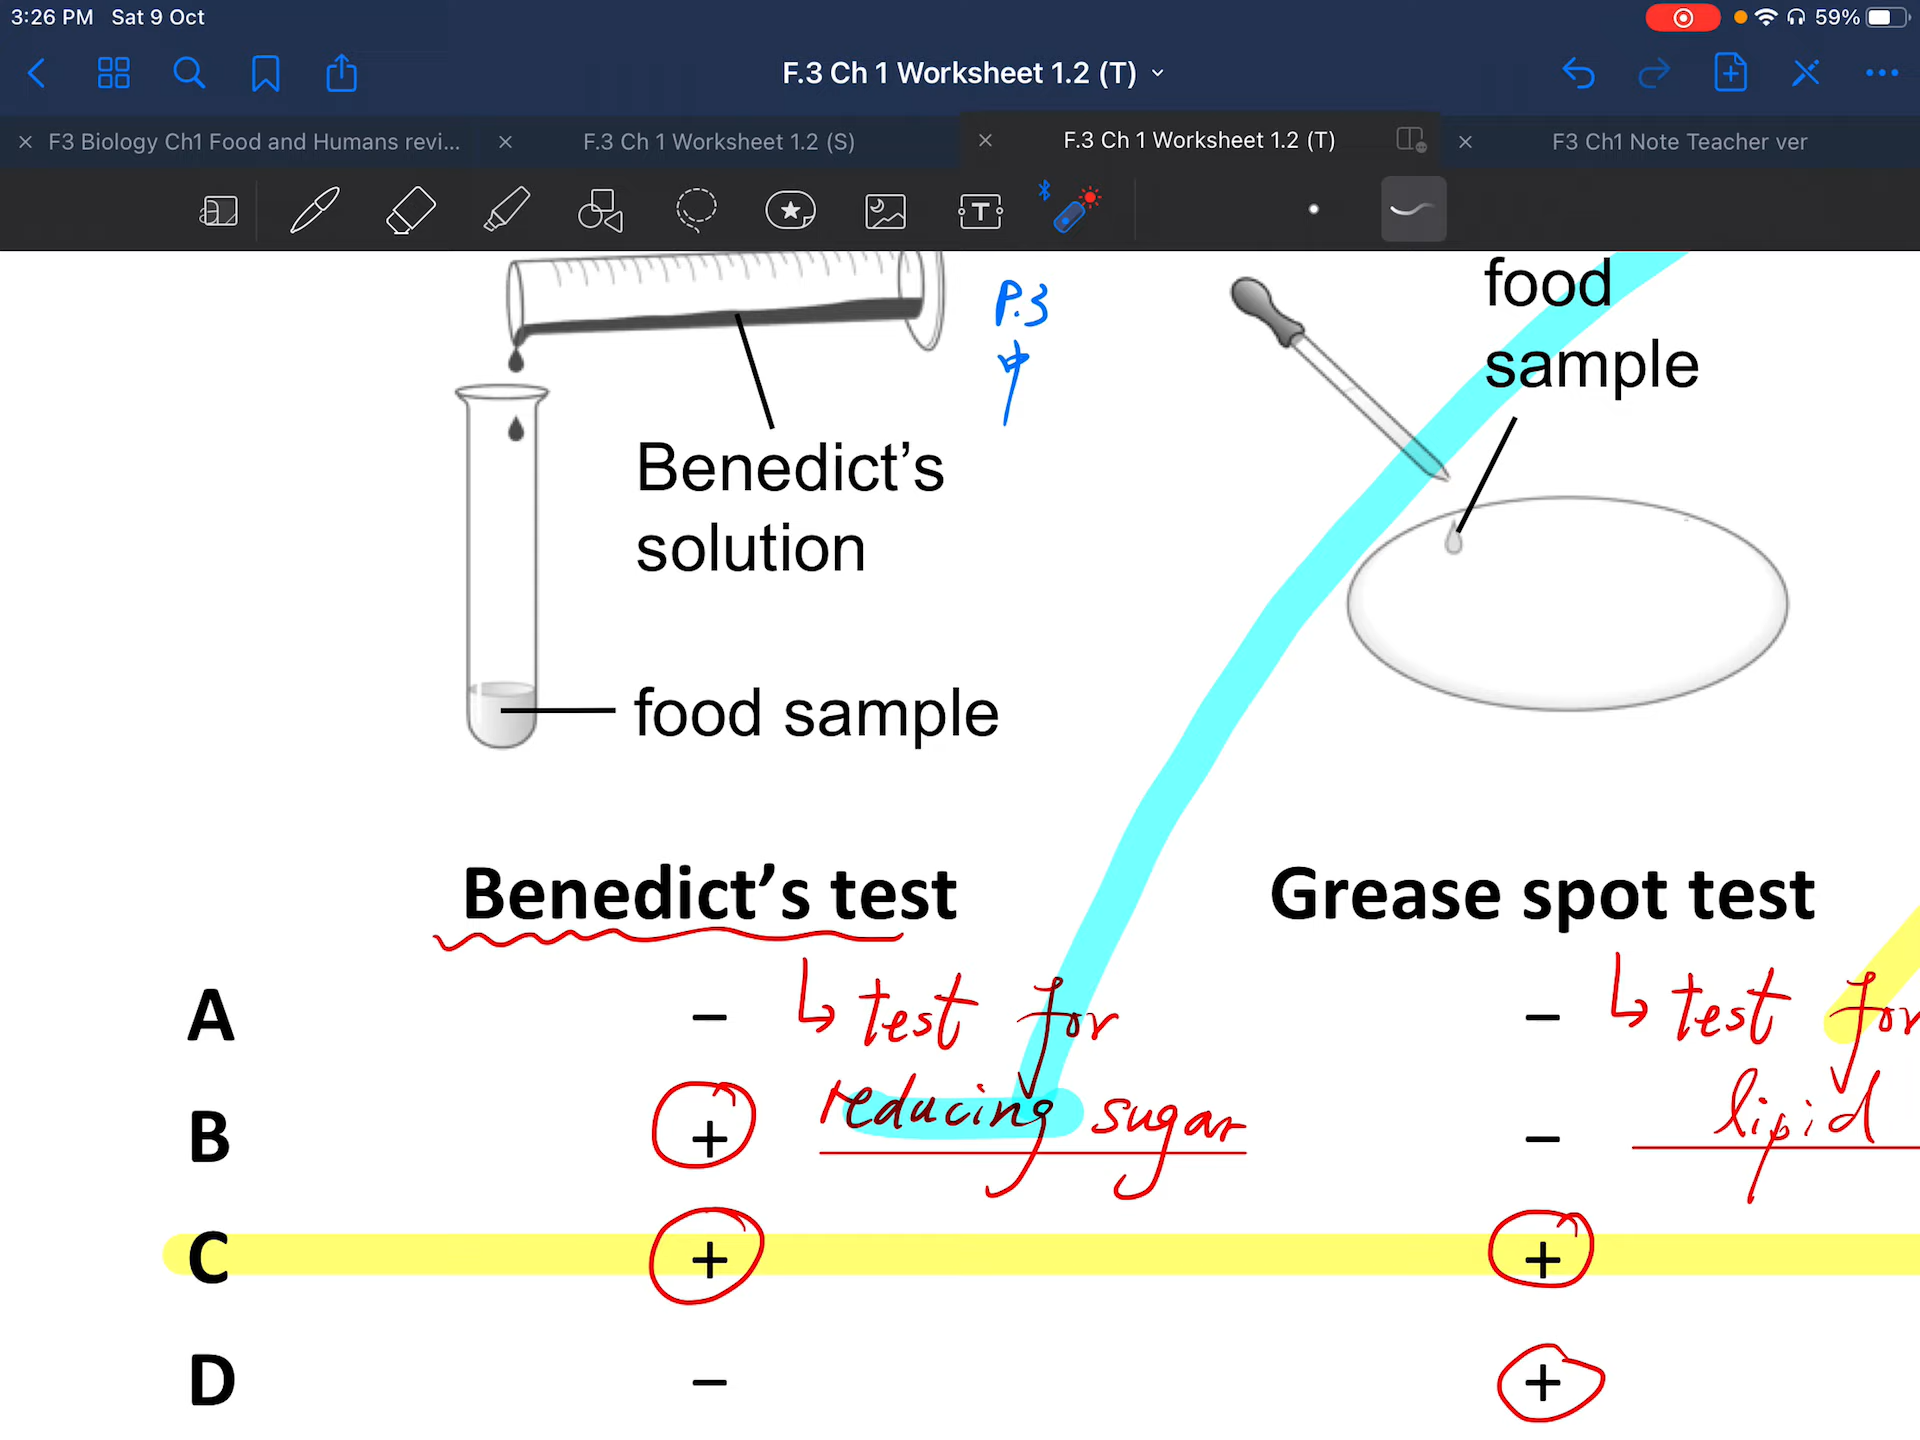 3:26 PM Sat 9 Oct 59%
F.3 Ch 1 Worksheet 1.2 (T)
F3 Biology Ch1 Food and Humans revi... F.3 Ch 1 Worksheet 1.2 (S) F.3 Ch 1 Worksheet 1.2 (T) F3 Ch1 Note Teacher ver
P.3
中
food
sample
Benedict’s
solution
food sample
Benedict’s test Grease spot test
A – ↳ test for – ↳ test for
B + reducing sugar – lipid
C + +
D – +